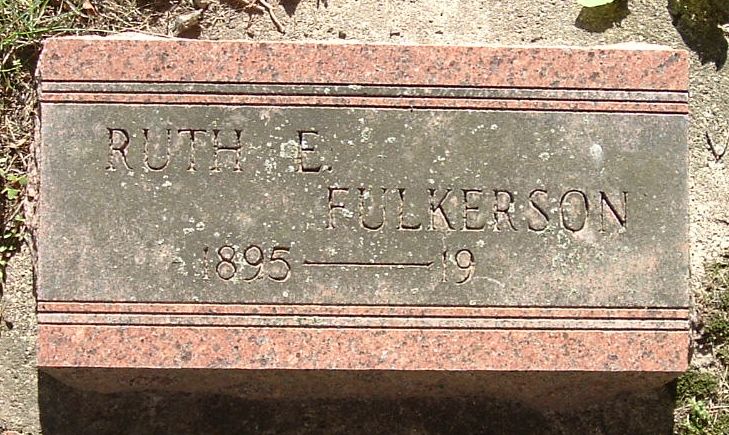 RUTH E.
FULKERSON
1895 — 19